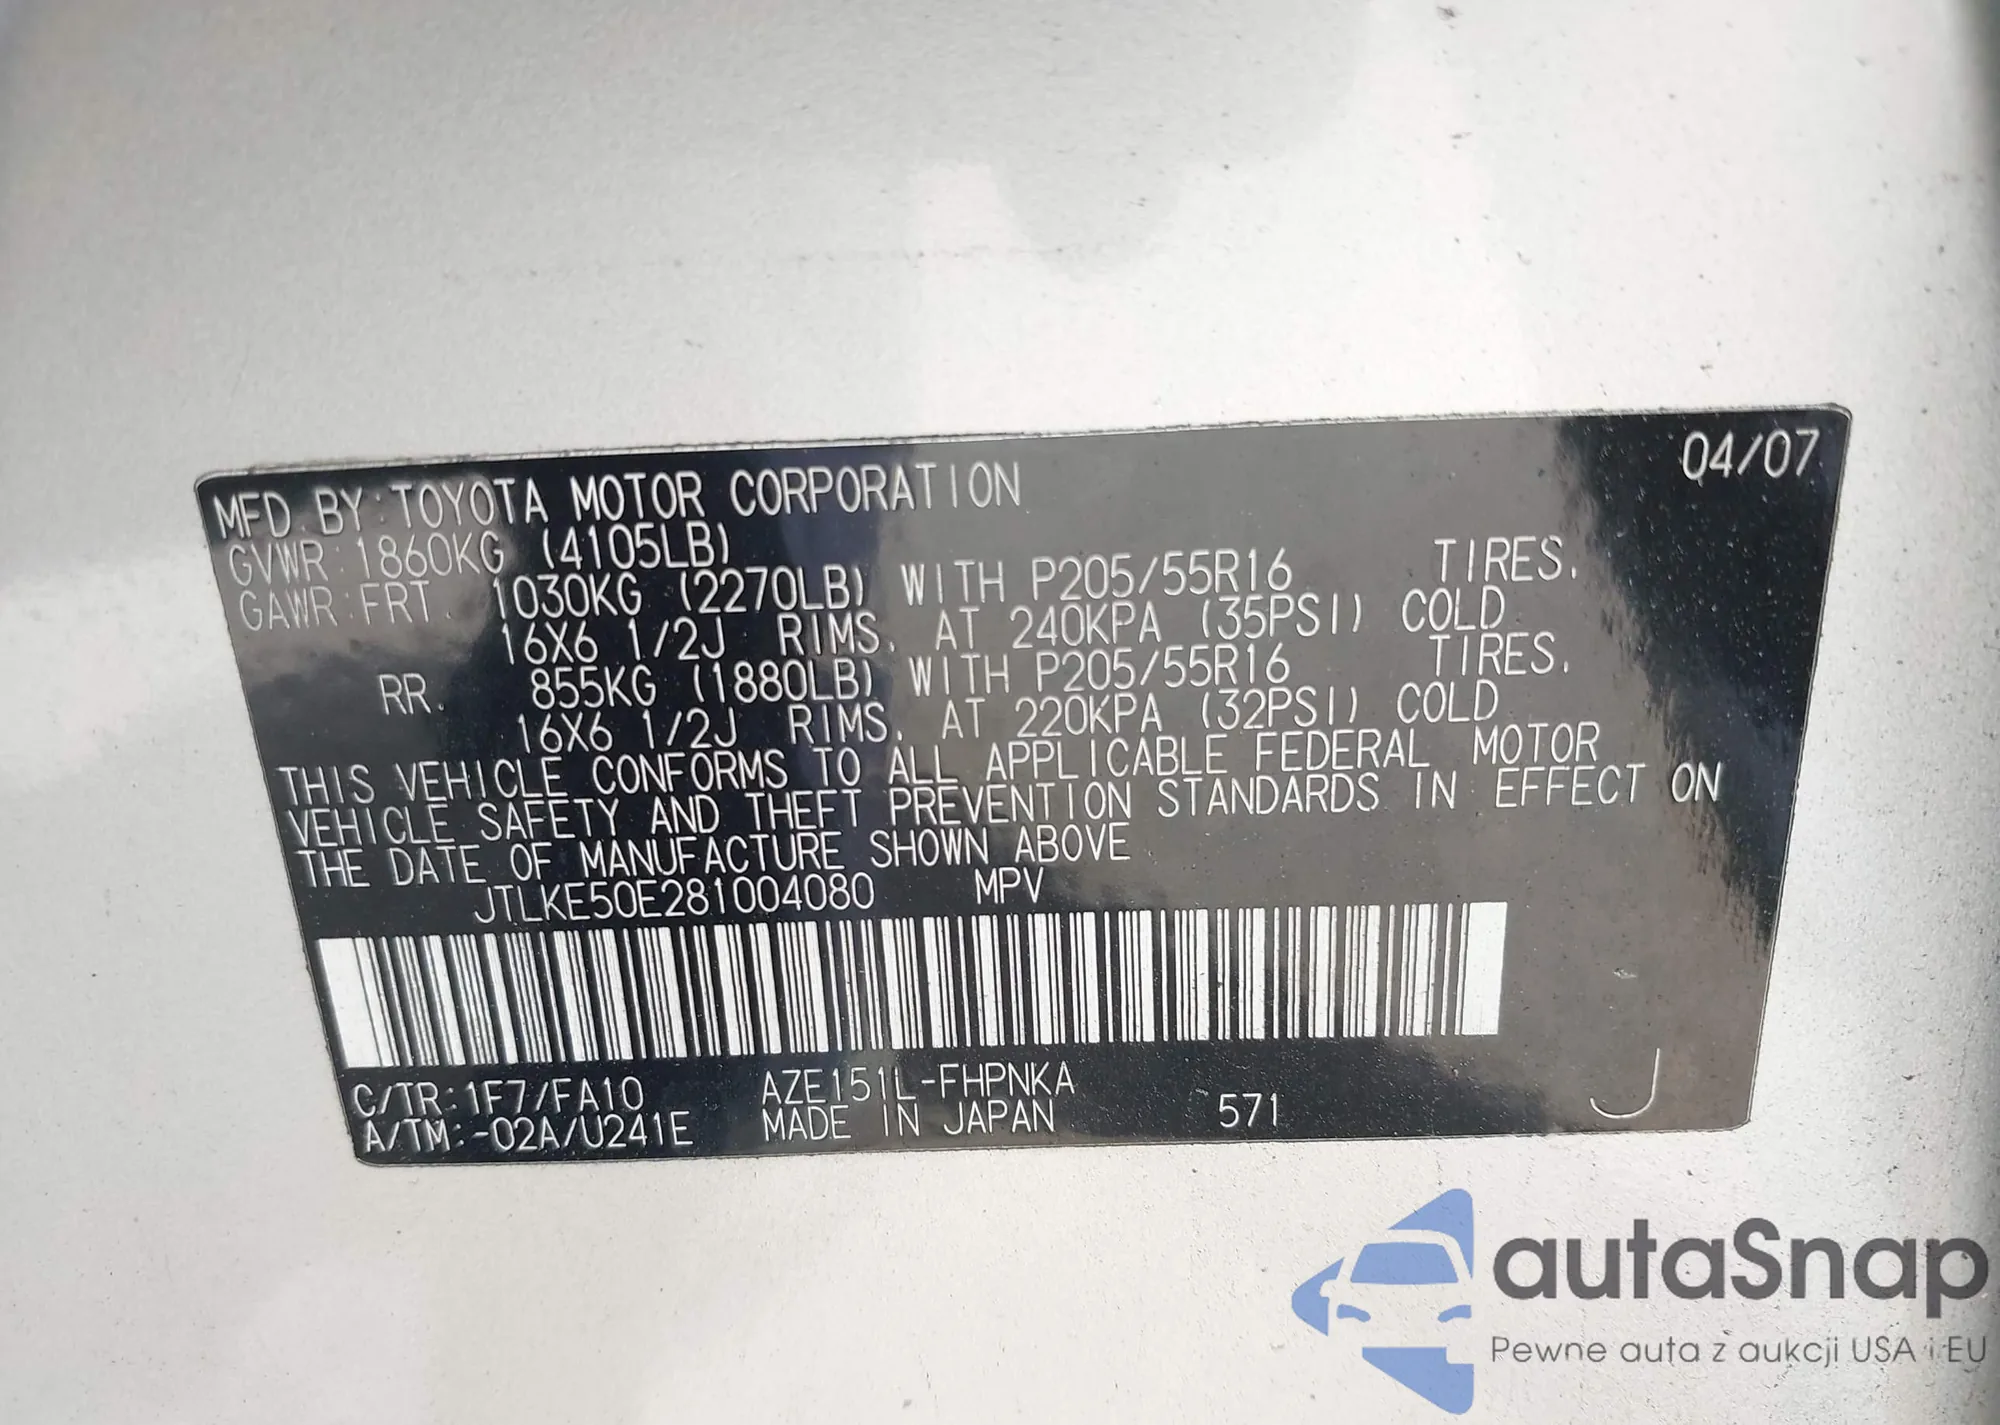 04/07
MFD. BY: TOYOTA MOTOR CORPORATION
GVWR: 1860KG (4105LB)
GAWR: FRT. 1030KG (2270LB) WITH P205/55R16 TIRES.
16X6 1/2J RIMS. AT 240KPA (35PSI) COLD
RR. 855KG (1880LB) WITH P205/55R16 TIRES.
16X6 1/2J RIMS. AT 220KPA (32PSI) COLD
THIS VEHICLE CONFORMS TO ALL APPLICABLE FEDERAL MOTOR
VEHICLE SAFETY AND THEFT PREVENTION STANDARDS IN EFFECT ON
THE DATE OF MANUFACTURE SHOWN ABOVE
JTLKE50E281004080 MPV
C/TR: 1F7/FA10 AZE151L-FHPNKA
A/TM: -02A/U241E MADE IN JAPAN 571 J
autaSnap
Pewne auta z aukcji USA i EU